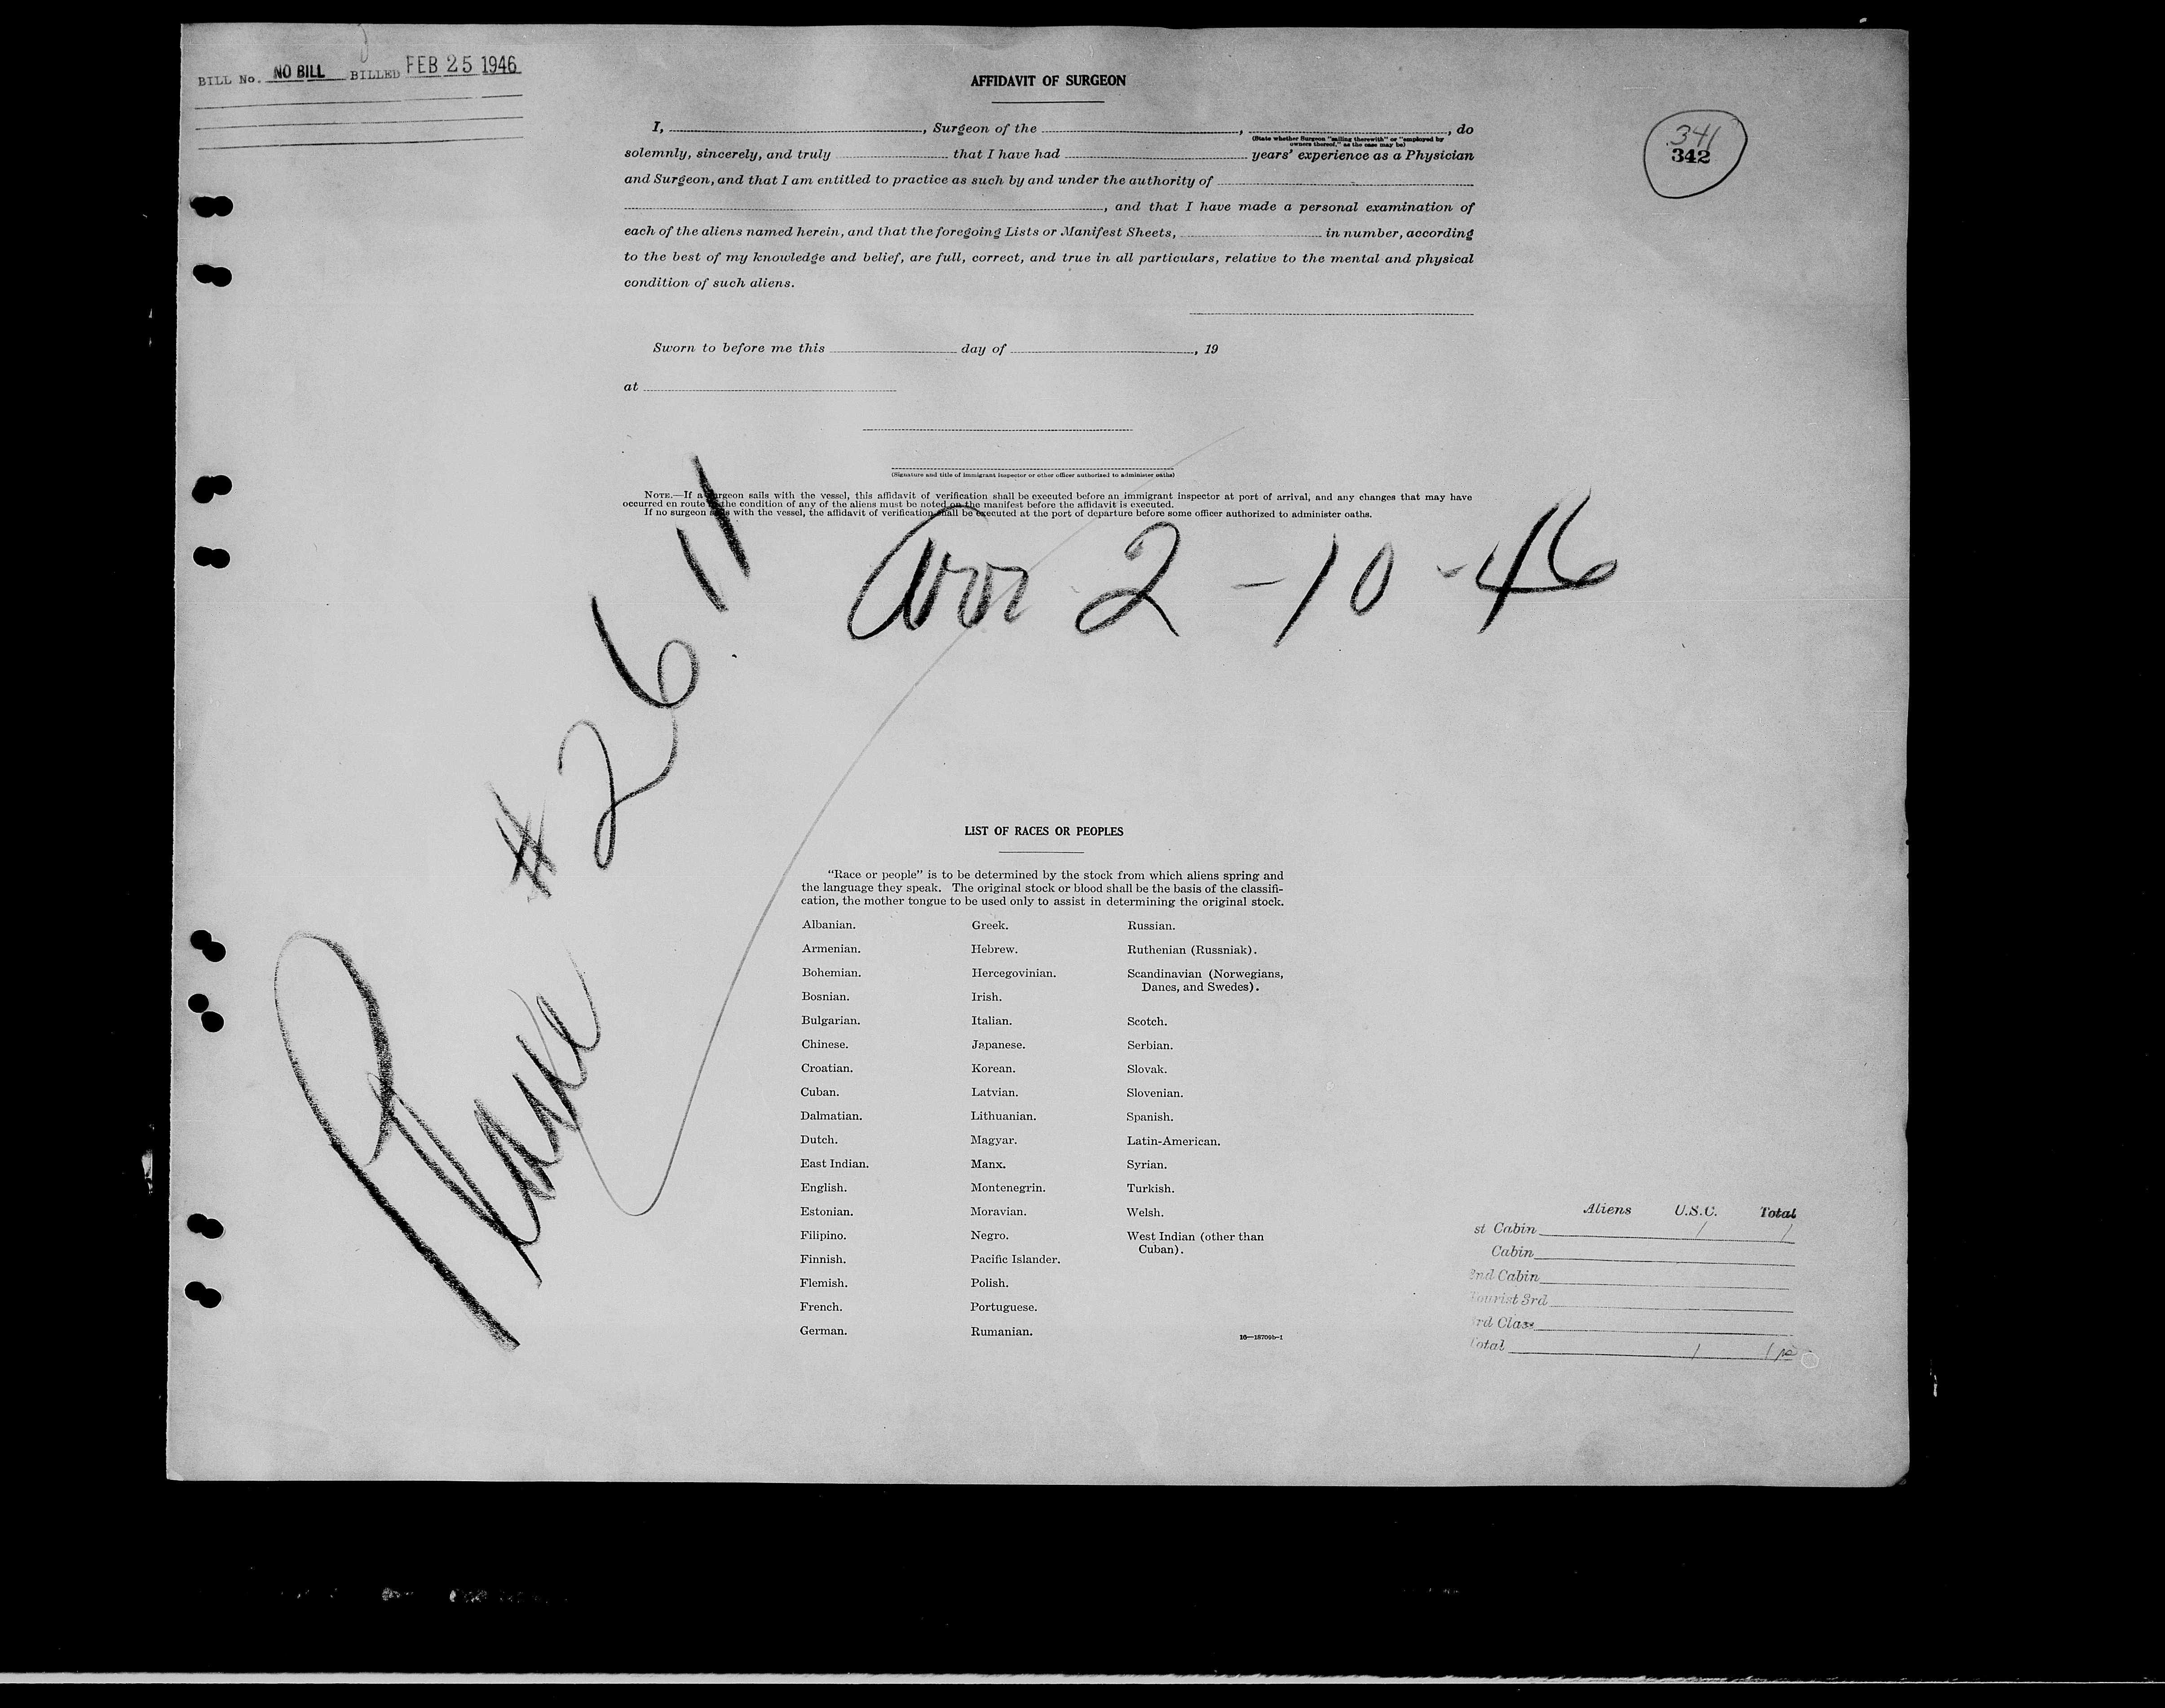 BILL No. NO BILL BILLED FEB 25 1946
AFFIDAVIT OF SURGEON
341
342
I, , Surgeon of the , , do
(State whether Surgeon "sailing therewith" or "employed by
owners thereof," as the case may be)
solemnly, sincerely, and truly that I have had years' experience as a Physician
and Surgeon, and that I am entitled to practice as such by and under the authority of
, and that I have made a personal examination of
each of the aliens named herein, and that the foregoing Lists or Manifest Sheets, in number, according
to the best of my knowledge and belief, are full, correct, and true in all particulars, relative to the mental and physical
condition of such aliens.
Sworn to before me this day of , 19
at
(Signature and title of immigrant inspector or other officer authorized to administer oaths)
NOTE.—If a surgeon sails with the vessel, this affidavit of verification shall be executed before an immigrant inspector at port of arrival, and any changes that may have
occurred en route in the condition of any of the aliens must be noted on the manifest before the affidavit is executed.
If no surgeon sails with the vessel, the affidavit of verification shall be executed at the port of departure before some officer authorized to administer oaths.
Arr 2-10-46
Plane #2611
LIST OF RACES OR PEOPLES
"Race or people" is to be determined by the stock from which aliens spring and
the language they speak. The original stock or blood shall be the basis of the classifi-
cation, the mother tongue to be used only to assist in determining the original stock.
Albanian.
Armenian.
Bohemian.
Bosnian.
Bulgarian.
Chinese.
Croatian.
Cuban.
Dalmatian.
Dutch.
East Indian.
English.
Estonian.
Filipino.
Finnish.
Flemish.
French.
German.
Greek.
Hebrew.
Hercegovinian.
Irish.
Italian.
Japanese.
Korean.
Latvian.
Lithuanian.
Magyar.
Manx.
Montenegrin.
Moravian.
Negro.
Pacific Islander.
Polish.
Portuguese.
Rumanian.
Russian.
Ruthenian (Russniak).
Scandinavian (Norwegians,
Danes, and Swedes).
Scotch.
Serbian.
Slovak.
Slovenian.
Spanish.
Latin-American.
Syrian.
Turkish.
Welsh.
West Indian (other than
Cuban).
16—18709b-1
Aliens U.S.C. Total
st Cabin 1 1
Cabin
2nd Cabin
Tourist 3rd
3rd Class
Total 1 1